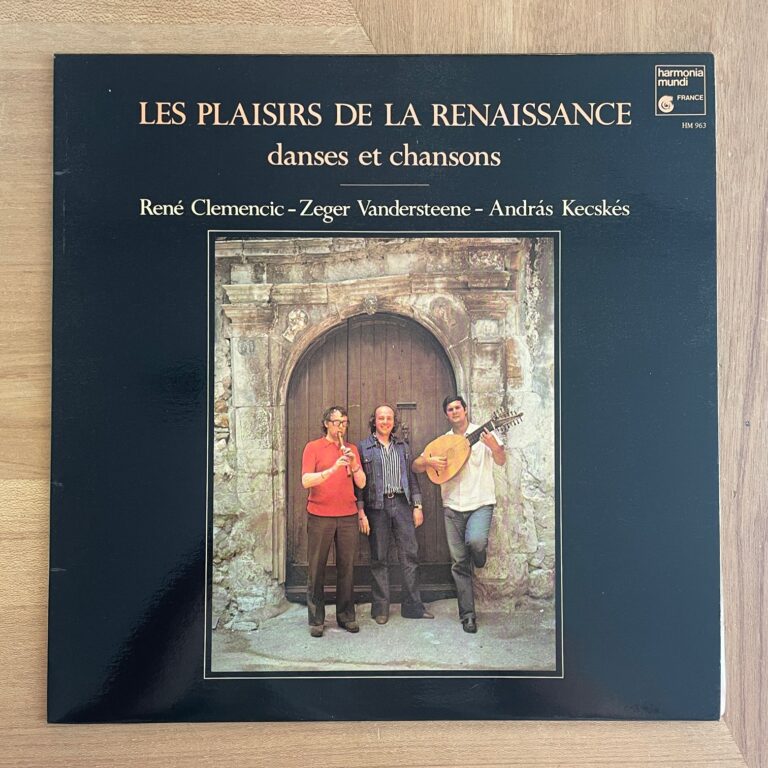 harmonia
mundi
FRANCE
HM 963
LES PLAISIRS DE LA RENAISSANCE
danses et chansons
René Clemencic – Zeger Vandersteene – András Kecskés